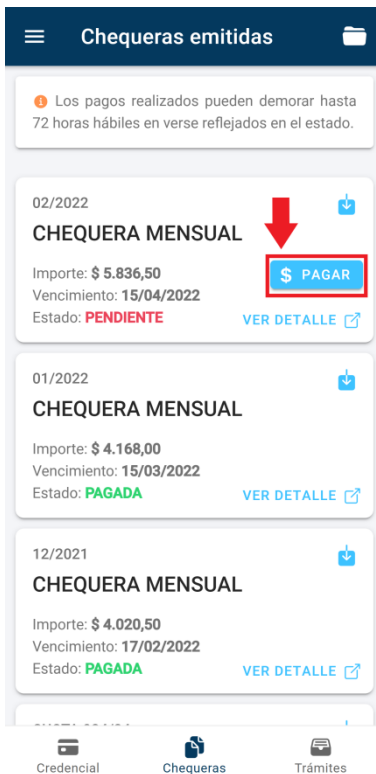 Chequeras emitidas
Los pagos realizados pueden demorar hasta
72 horas hábiles en verse reflejados en el estado.
02/2022
CHEQUERA MENSUAL
Importe: $ 5.836,50
$ PAGAR
Vencimiento: 15/04/2022
Estado: PENDIENTE
VER DETALLE
01/2022
CHEQUERA MENSUAL
Importe: $ 4.168,00
Vencimiento: 15/03/2022
Estado: PAGADA
VER DETALLE
12/2021
CHEQUERA MENSUAL
Importe: $ 4.020,50
Vencimiento: 17/02/2022
Estado: PAGADA
VER DETALLE
Credencial
Chequeras
Trámites